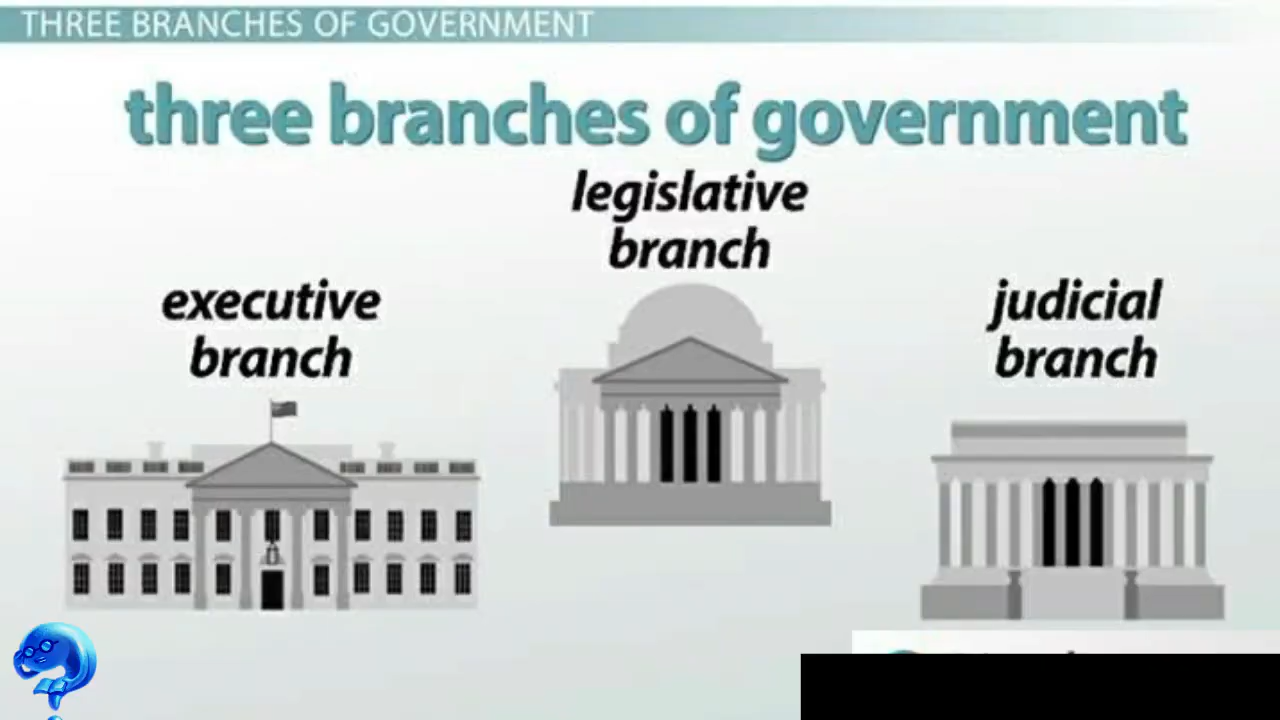 THREE BRANCHES OF GOVERNMENT
three branches of government
legislative
branch
executive
branch
judicial
branch